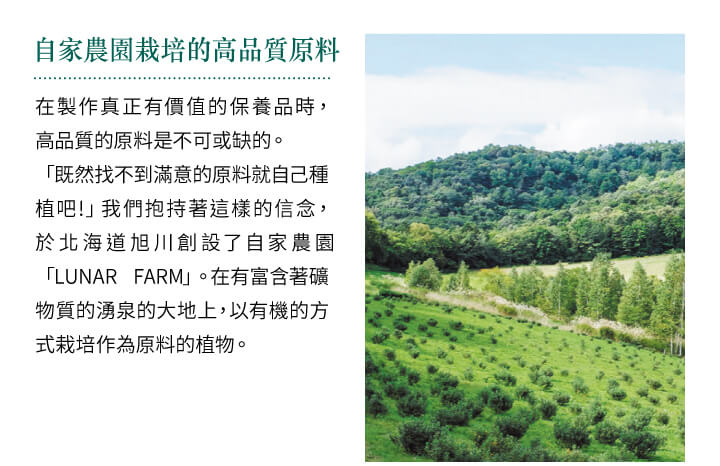 自家農園栽培的高品質原料
在製作真正有價值的保養品時，
高品質的原料是不可或缺的。
「既然找不到滿意的原料就自己種
植吧!」我們抱持著這樣的信念，
於北海道旭川創設了自家農園
「LUNAR FARM」。在有富含著礦
物質的湧泉的大地上，以有機的方
式栽培作為原料的植物。